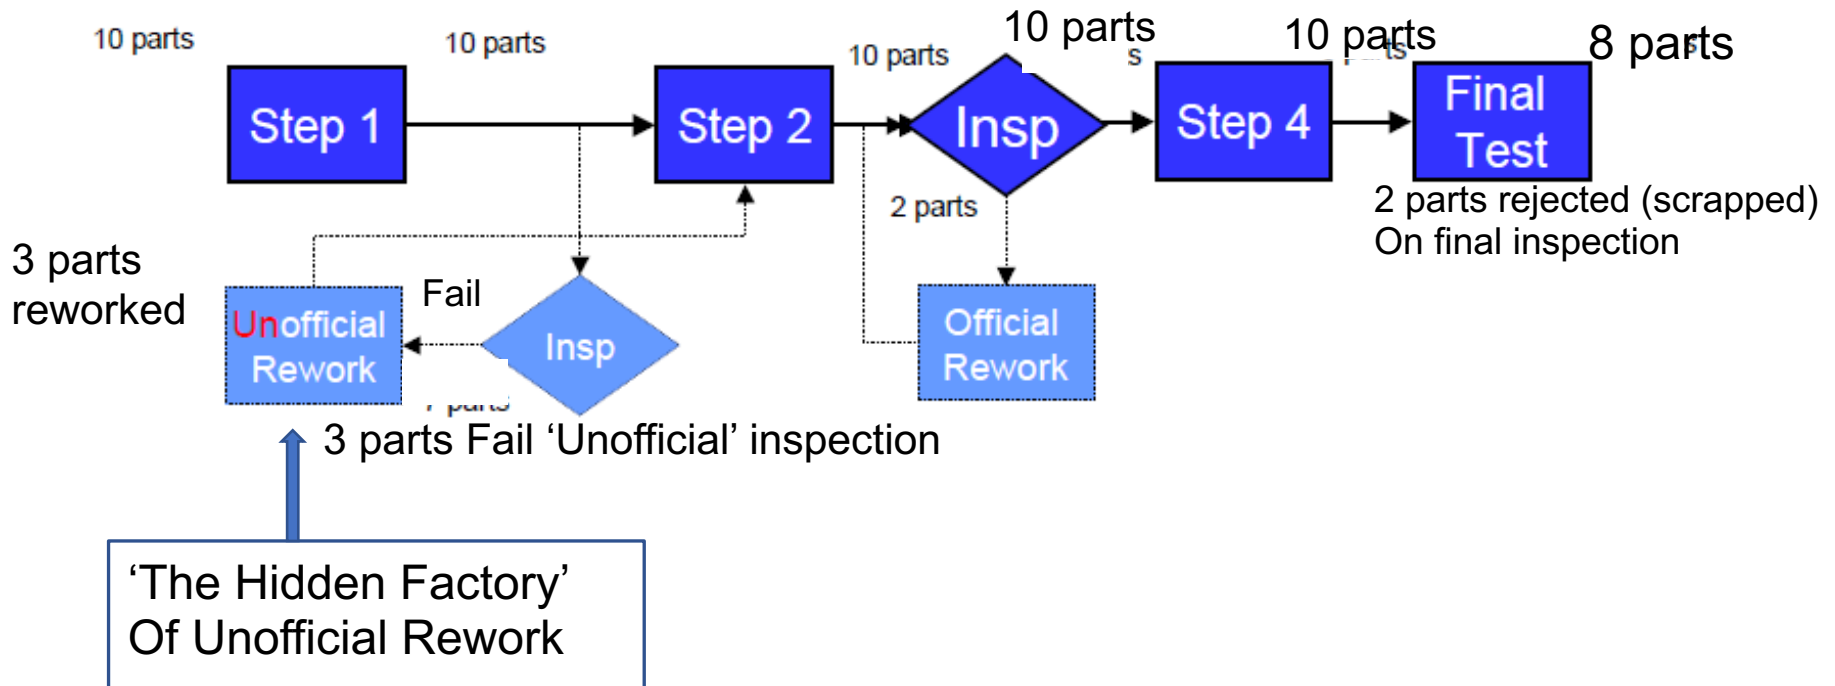 10 parts
10 parts
10 parts
10 parts
10 parts
8 parts
Step 1
Step 2
Insp
Step 4
Final
Test
2 parts
2 parts rejected (scrapped)
On final inspection
3 parts
reworked
Fail
Unofficial
Rework
Insp
Official
Rework
3 parts Fail ‘Unofficial’ inspection
‘The Hidden Factory’
Of Unofficial Rework